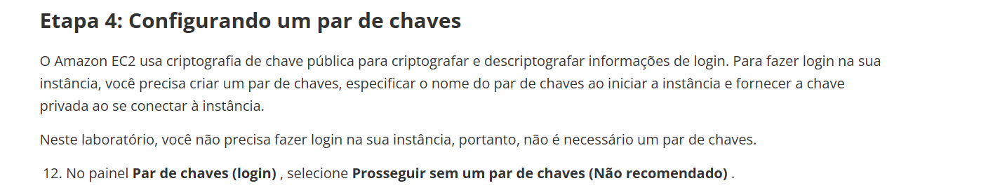 Etapa 4: Configurando um par de chaves
O Amazon EC2 usa criptografia de chave pública para criptografar e descriptografar informações de login. Para fazer login na sua
instância, você precisa criar um par de chaves, especificar o nome do par de chaves ao iniciar a instância e fornecer a chave
privada ao se conectar à instância.
Neste laboratório, você não precisa fazer login na sua instância, portanto, não é necessário um par de chaves.
12. No painel Par de chaves (login) , selecione Prosseguir sem um par de chaves (Não recomendado) .